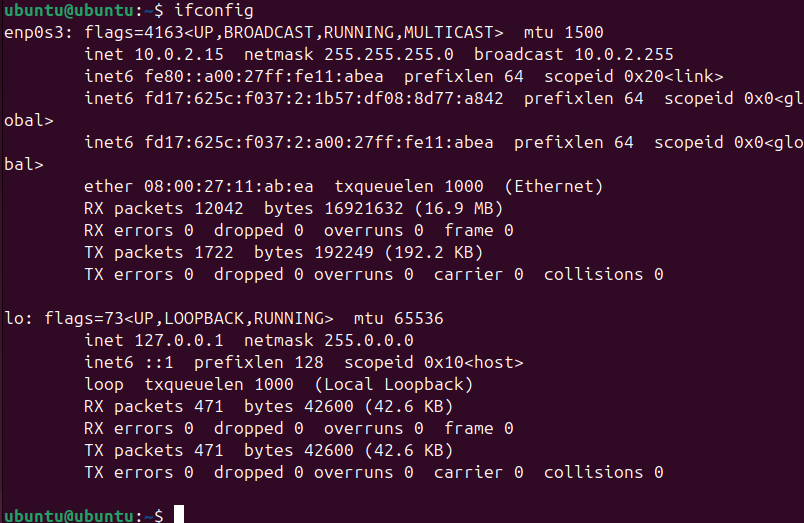 ubuntu@ubuntu:~$ ifconfig
enp0s3: flags=4163<UP,BROADCAST,RUNNING,MULTICAST>  mtu 1500
        inet 10.0.2.15  netmask 255.255.255.0  broadcast 10.0.2.255
        inet6 fe80::a00:27ff:fe11:abea  prefixlen 64  scopeid 0x20<link>
        inet6 fd17:625c:f037:2:1b57:df08:8d77:a842  prefixlen 64  scopeid 0x0<gl
obal>
        inet6 fd17:625c:f037:2:a00:27ff:fe11:abea  prefixlen 64  scopeid 0x0<glo
bal>
        ether 08:00:27:11:ab:ea  txqueuelen 1000  (Ethernet)
        RX packets 12042  bytes 16921632 (16.9 MB)
        RX errors 0  dropped 0  overruns 0  frame 0
        TX packets 1722  bytes 192249 (192.2 KB)
        TX errors 0  dropped 0 overruns 0  carrier 0  collisions 0

lo: flags=73<UP,LOOPBACK,RUNNING>  mtu 65536
        inet 127.0.0.1  netmask 255.0.0.0
        inet6 ::1  prefixlen 128  scopeid 0x10<host>
        loop  txqueuelen 1000  (Local Loopback)
        RX packets 471  bytes 42600 (42.6 KB)
        RX errors 0  dropped 0  overruns 0  frame 0
        TX packets 471  bytes 42600 (42.6 KB)
        TX errors 0  dropped 0 overruns 0  carrier 0  collisions 0

ubuntu@ubuntu:~$